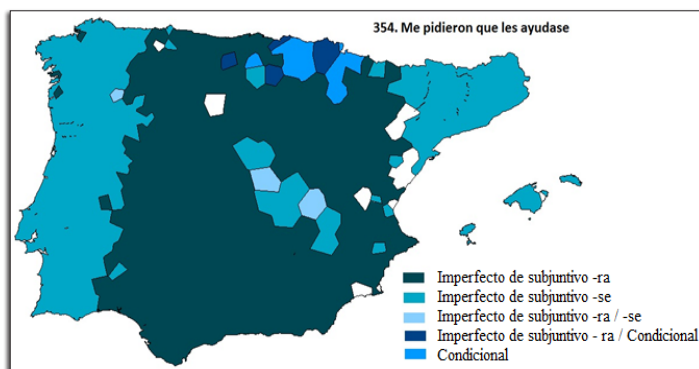 354. Me pidieron que les ayudase
Imperfecto de subjuntivo -ra
Imperfecto de subjuntivo -se
Imperfecto de subjuntivo -ra / -se
Imperfecto de subjuntivo - ra / Condicional
Condicional